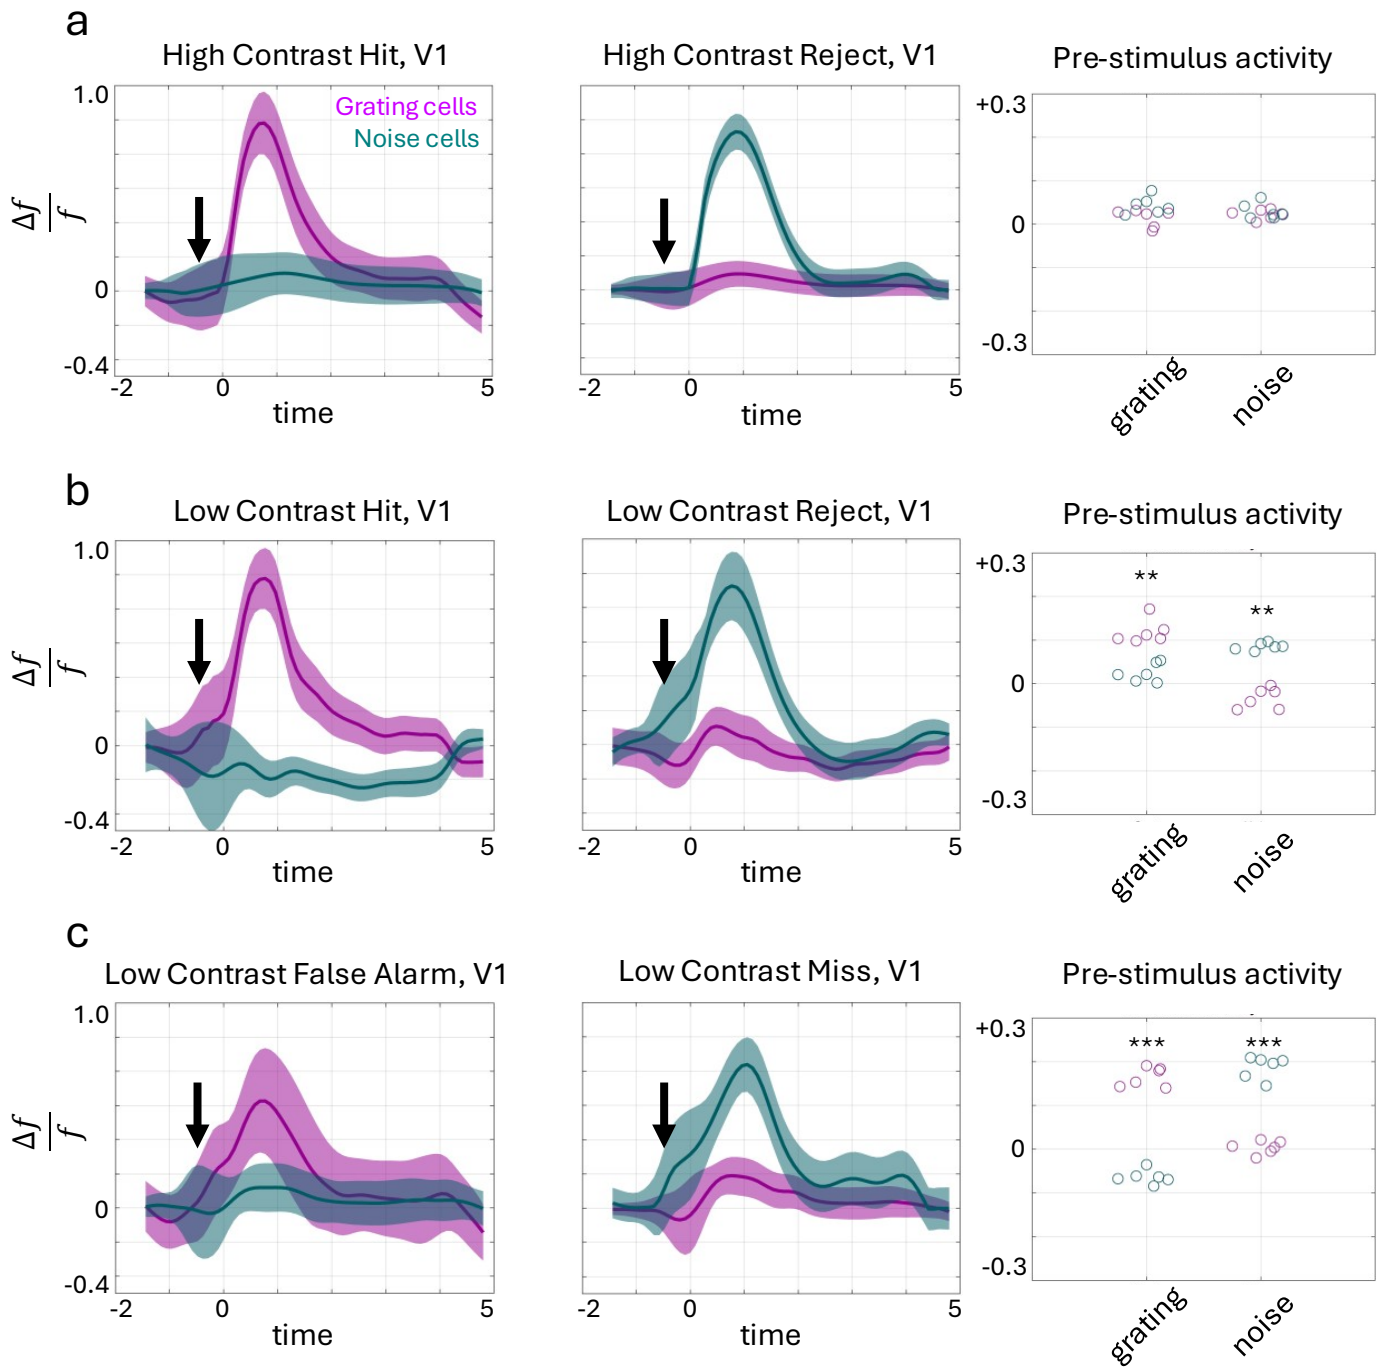 a
High Contrast Hit, V1
High Contrast Reject, V1
Pre-stimulus activity
1.0
Grating cells
Noise cells
Δf
f
0
-0.4
-2
0
5
time
-2
0
5
time
+0.3
0
-0.3
grating
noise
b
Low Contrast Hit, V1
Low Contrast Reject, V1
Pre-stimulus activity
1.0
Δf
f
0
-0.4
-2
0
5
time
-2
0
5
time
+0.3
**
**
0
-0.3
grating
noise
c
Low Contrast False Alarm, V1
Low Contrast Miss, V1
Pre-stimulus activity
1.0
Δf
f
0
-0.4
-2
0
5
time
-2
0
5
time
+0.3
***
***
0
-0.3
grating
noise